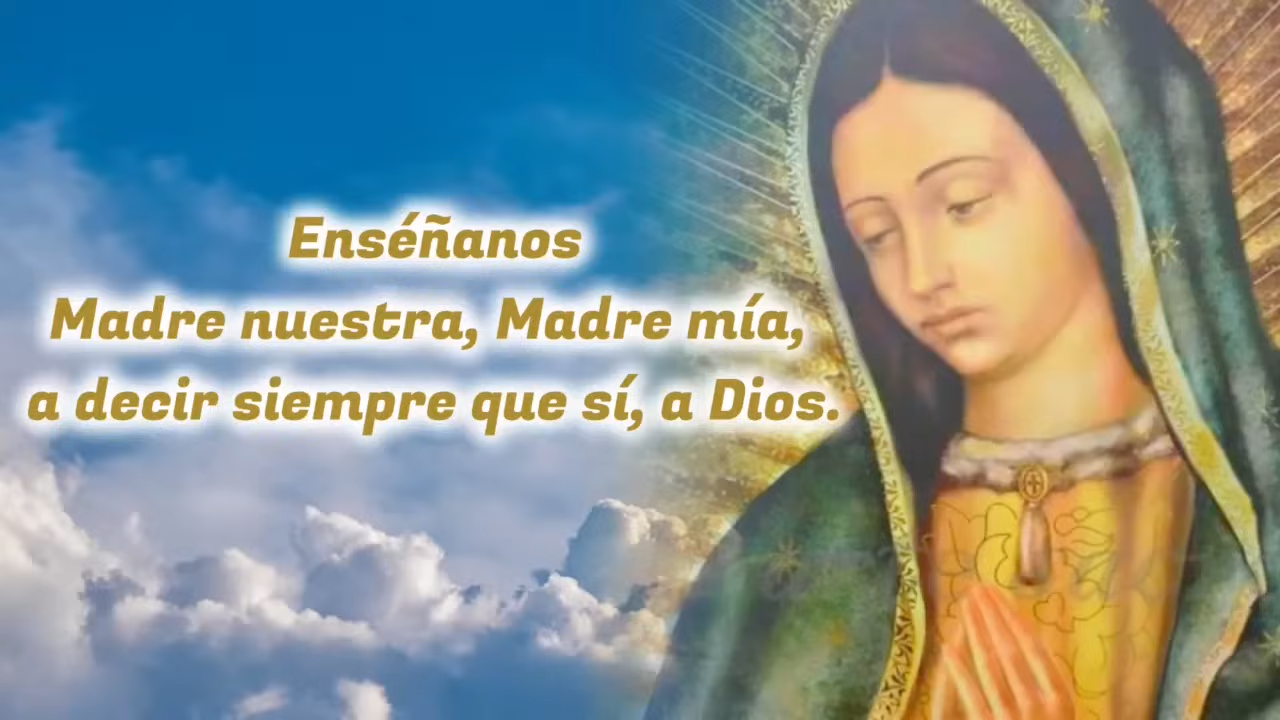 Enséñanos
Madre nuestra, Madre mía,
a decir siempre que sí, a Dios.